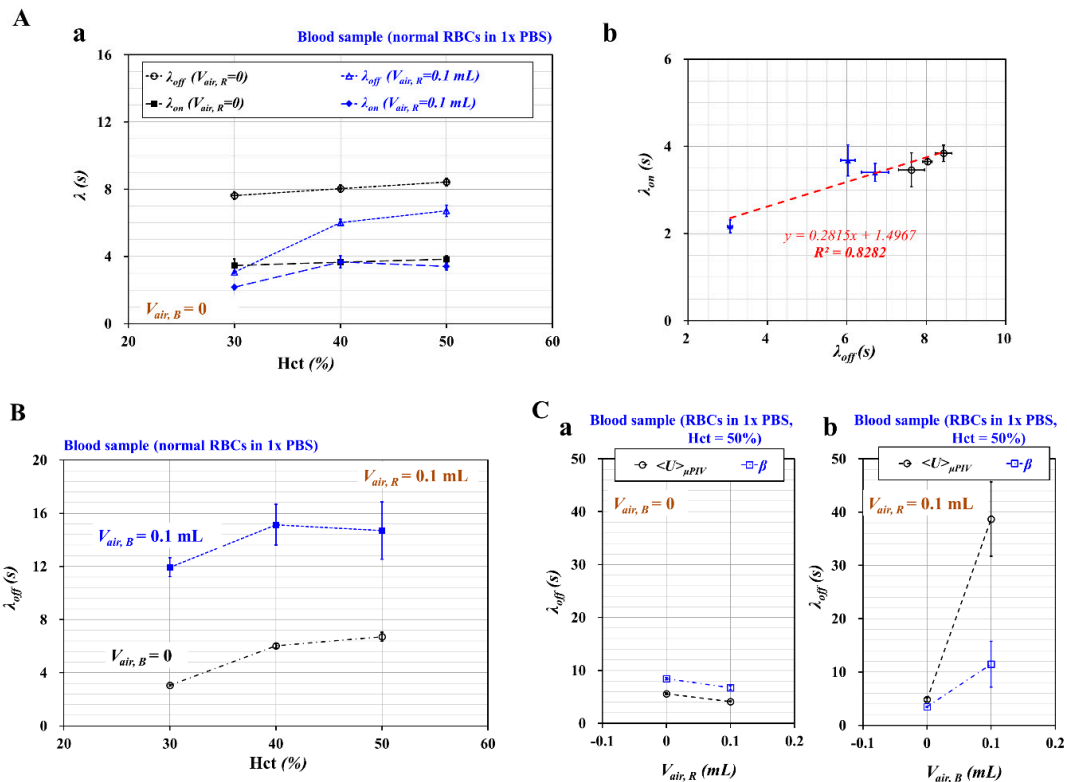 A
a
Blood sample (normal RBCs in 1x PBS)
16
12
8
4
0
λ (s)
λoff (Vair, R=0)
λoff (Vair, R=0.1 mL)
λon (Vair, R=0)
λon (Vair, R=0.1 mL)
Vair, B = 0
20 30 40 50 60
Hct (%)
b
6
4
2
0
λon (s)
y = 0.2815x + 1.4967
R² = 0.8282
2 4 6 8 10
λoff (s)
B
Blood sample (normal RBCs in 1x PBS)
20
16
12
8
4
0
λoff (s)
Vair, R = 0.1 mL
Vair, B = 0.1 mL
Vair, B = 0
20 30 40 50 60
Hct (%)
C
a
Blood sample (RBCs in 1x PBS,
Hct = 50%)
<U>μPIV
β
50
40
30
20
10
0
λoff (s)
Vair, B = 0
-0.1 0 0.1 0.2
Vair, R (mL)
b
Blood sample (RBCs in 1x PBS,
Hct = 50%)
<U>μPIV
β
50
40
30
20
10
0
λoff (s)
Vair, R = 0.1 mL
-0.1 0 0.1 0.2
Vair, B (mL)